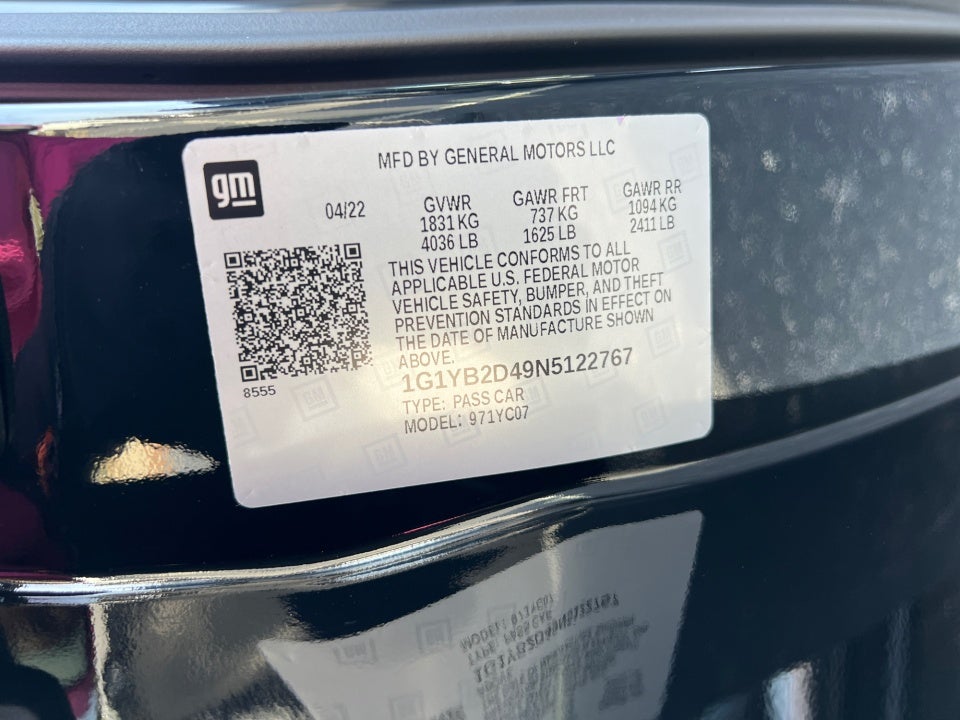 gm
MFD BY GENERAL MOTORS LLC
04/22
GVWR
1831 KG
4036 LB
GAWR FRT
737 KG
1625 LB
GAWR RR
1094 KG
2411 LB
THIS VEHICLE CONFORMS TO ALL
APPLICABLE U.S. FEDERAL MOTOR
VEHICLE SAFETY, BUMPER, AND THEFT
PREVENTION STANDARDS IN EFFECT ON
THE DATE OF MANUFACTURE SHOWN
ABOVE.
8555
1G1YB2D49N5122767
TYPE: PASS CAR
MODEL: 971YC07